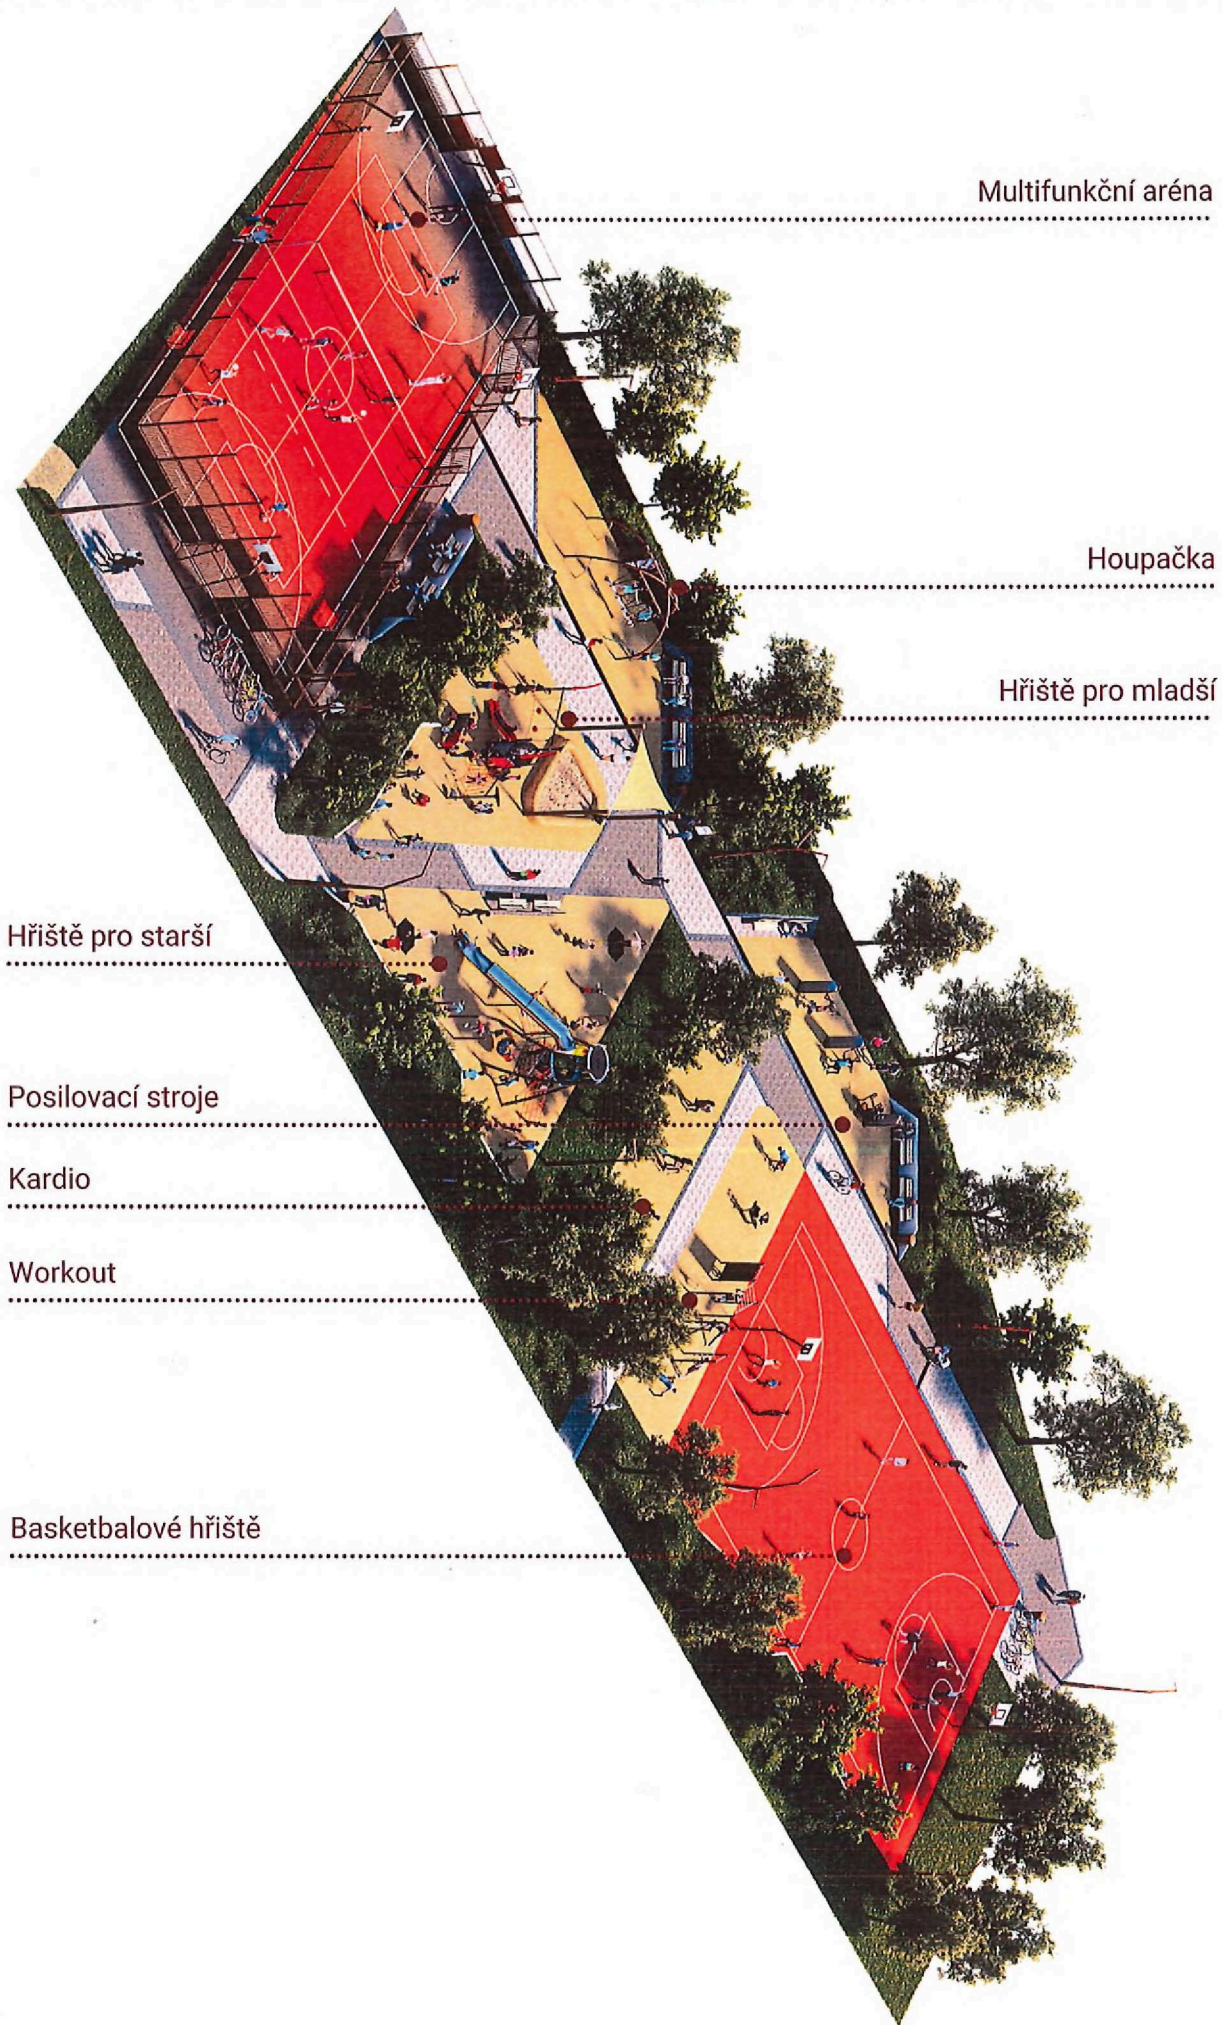 Multifunkční aréna
Houpačka
Hřiště pro mladší
Hřiště pro starší
Posilovací stroje
Kardio
Workout
Basketbalové hřiště